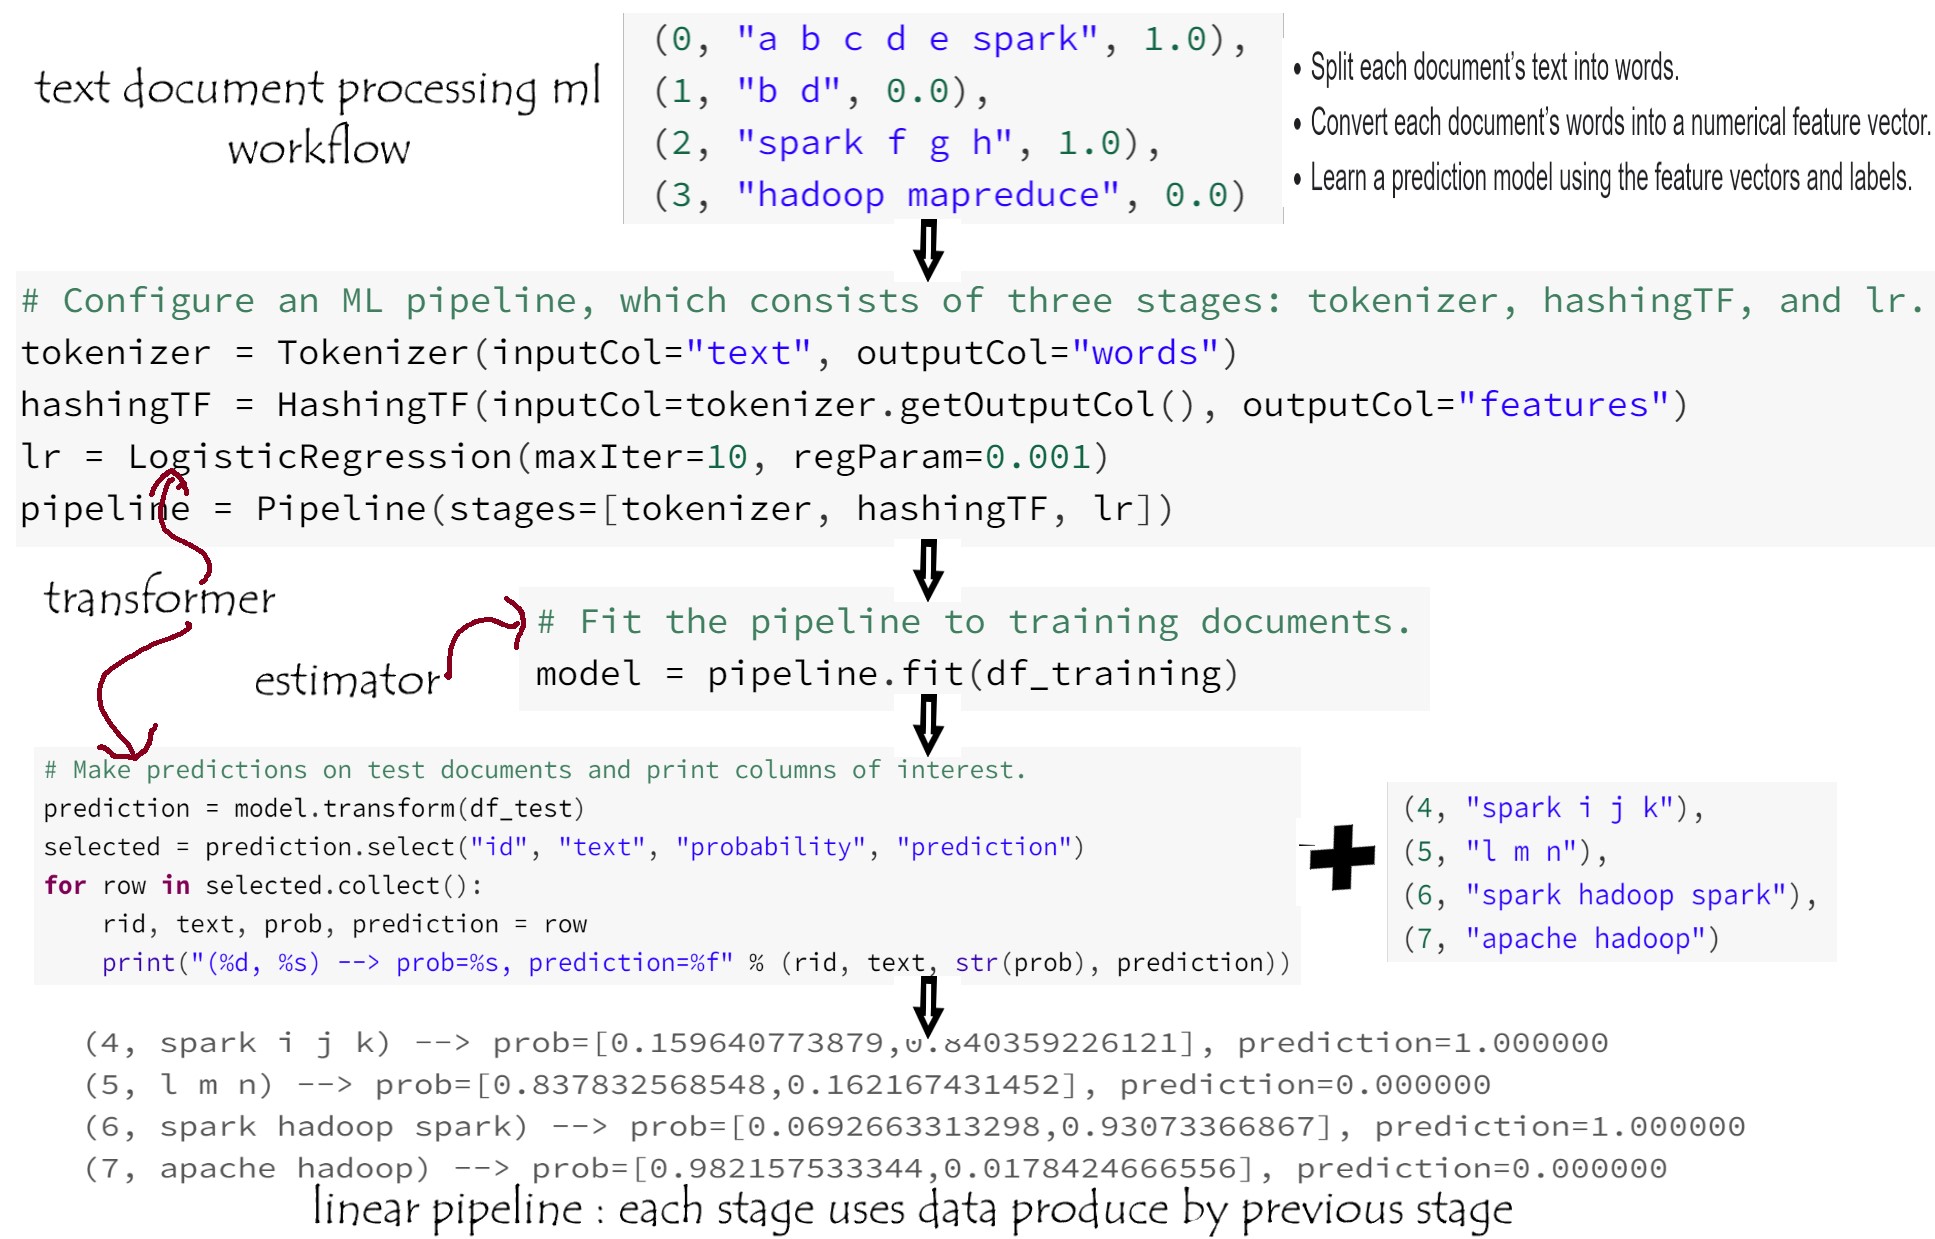 text document processing ml
workflow
(0, "a b c d e spark", 1.0),
(1, "b d", 0.0),
(2, "spark f g h", 1.0),
(3, "hadoop mapreduce", 0.0)
• Split each document's text into words.
• Convert each document's words into a numerical feature vector.
• Learn a prediction model using the feature vectors and labels.
# Configure an ML pipeline, which consists of three stages: tokenizer, hashingTF, and lr.
tokenizer = Tokenizer(inputCol="text", outputCol="words")
hashingTF = HashingTF(inputCol=tokenizer.getOutputCol(), outputCol="features")
lr = LogisticRegression(maxIter=10, regParam=0.001)
pipeline = Pipeline(stages=[tokenizer, hashingTF, lr])
transformer
estimator
# Fit the pipeline to training documents.
model = pipeline.fit(df_training)
# Make predictions on test documents and print columns of interest.
prediction = model.transform(df_test)
selected = prediction.select("id", "text", "probability", "prediction")
for row in selected.collect():
    rid, text, prob, prediction = row
    print("(%d, %s) --> prob=%s, prediction=%f" % (rid, text, str(prob), prediction))
(4, "spark i j k"),
(5, "l m n"),
(6, "spark hadoop spark"),
(7, "apache hadoop")
(4, spark i j k) --> prob=[0.159640773879,0.840359226121], prediction=1.000000
(5, l m n) --> prob=[0.837832568548,0.162167431452], prediction=0.000000
(6, spark hadoop spark) --> prob=[0.0692663313298,0.93073366867], prediction=1.000000
(7, apache hadoop) --> prob=[0.982157533344,0.0178424666556], prediction=0.000000
linear pipeline : each stage uses data produce by previous stage